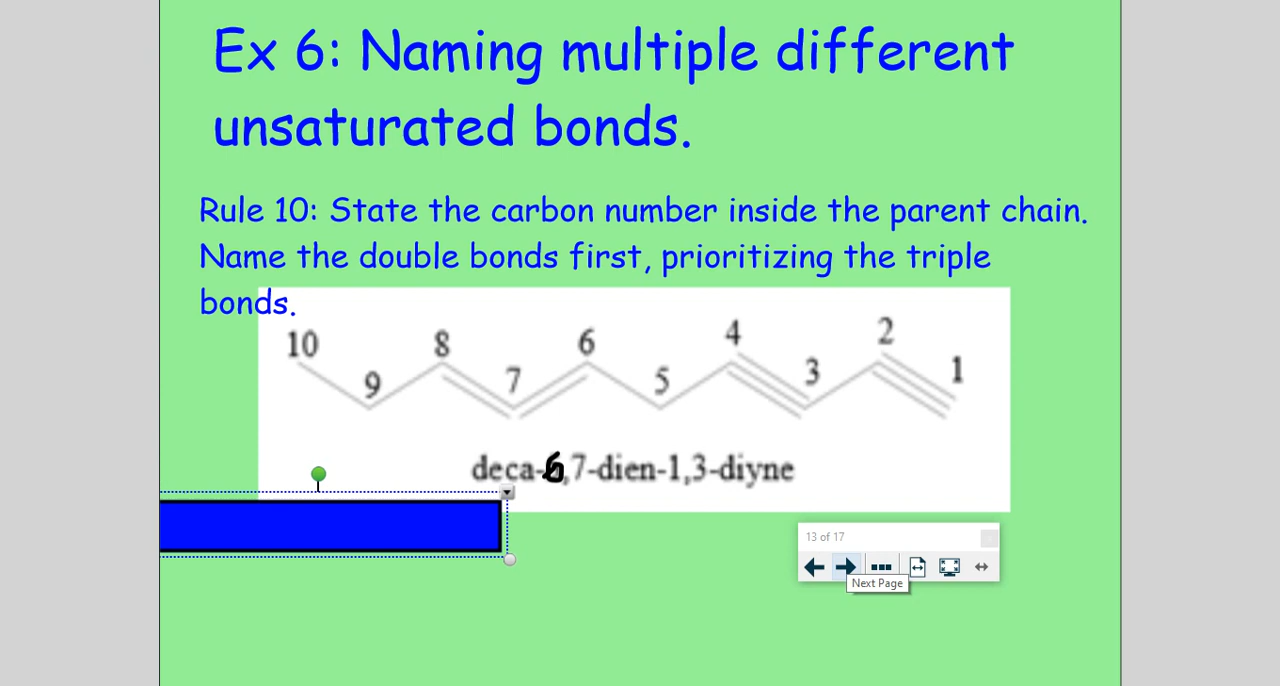 Ex 6: Naming multiple different
unsaturated bonds.
Rule 10: State the carbon number inside the parent chain.
Name the double bonds first, prioritizing the triple
bonds.
10 9 8 7 6 5 4 3 2 1
deca-6,7-dien-1,3-diyne
13 of 17
Next Page